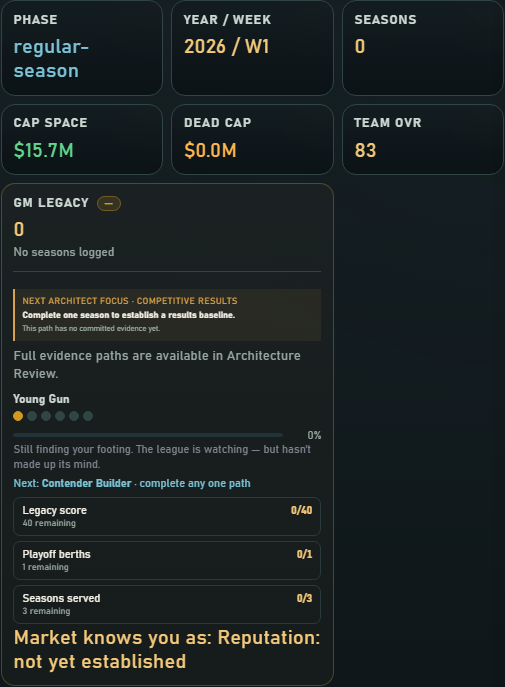 PHASE
regular-
season
YEAR / WEEK
2026 / W1
SEASONS
0
CAP SPACE
$15.7M
DEAD CAP
$0.0M
TEAM OVR
83
GM LEGACY —
0
No seasons logged
NEXT ARCHITECT FOCUS · COMPETITIVE RESULTS
Complete one season to establish a results baseline.
This path has no committed evidence yet.
Full evidence paths are available in Architecture
Review.
Young Gun
0%
Still finding your footing. The league is watching — but hasn't
made up its mind.
Next: Contender Builder · complete any one path
Legacy score 0/40
40 remaining
Playoff berths 0/1
1 remaining
Seasons served 0/3
3 remaining
Market knows you as: Reputation:
not yet established